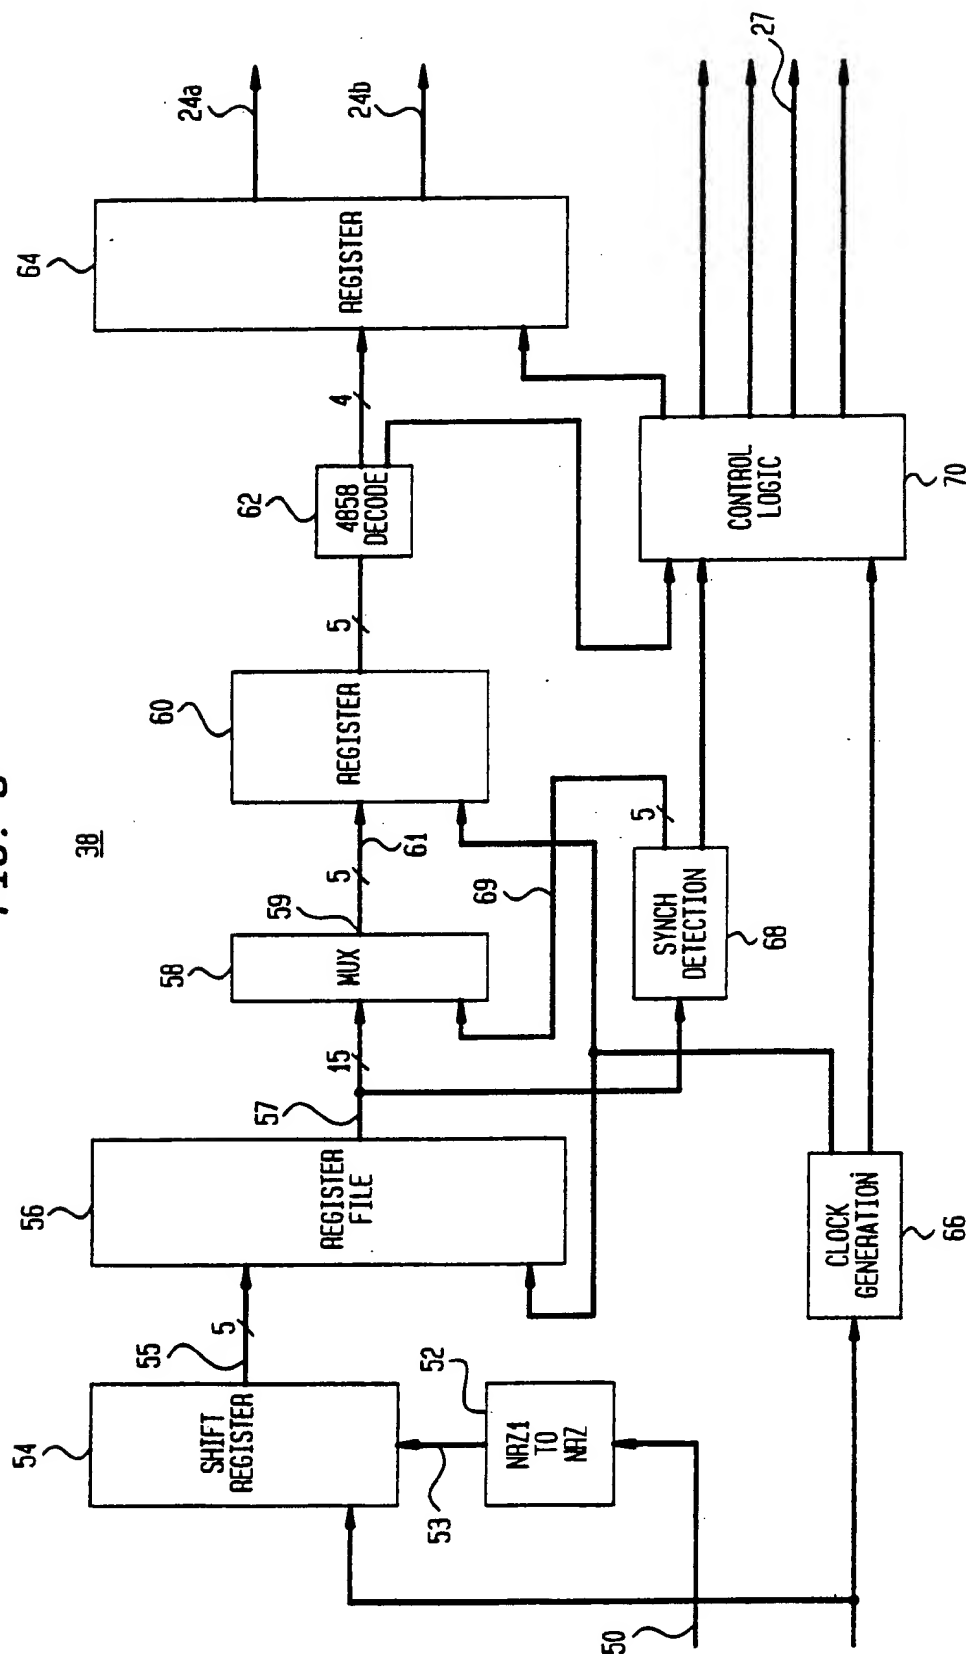 FIG.
38
54
SHIFT
REGISTER
55
5
56
REGISTER
FILE
57
15
58
MUX
59
5
61
60
REGISTER
5
62
4B5B
DECODE
4
64
REGISTER
24a
24b
50
53
52
NRZ1
TO
NRZ
69
5
SYNCH
DETECTION
68
CLOCK
GENERATION
66
CONTROL
LOGIC
70
27